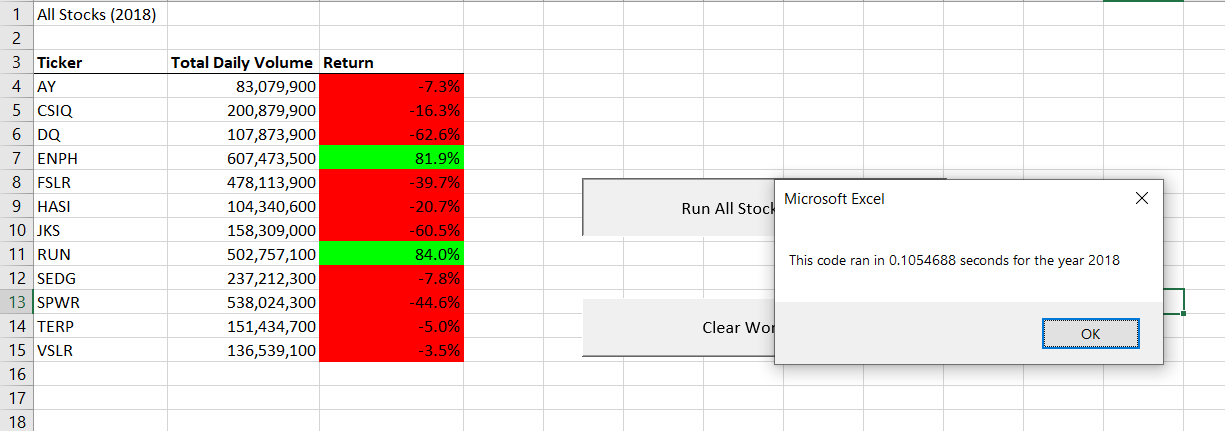 1 All Stocks (2018)
2
3 Ticker Total Daily Volume Return
4 AY 83,079,900 -7.3%
5 CSIQ 200,879,900 -16.3%
6 DQ 107,873,900 -62.6%
7 ENPH 607,473,500 81.9%
8 FSLR 478,113,900 -39.7%
9 HASI 104,340,600 -20.7%
10 JKS 158,309,000 -60.5%
11 RUN 502,757,100 84.0%
12 SEDG 237,212,300 -7.8%
13 SPWR 538,024,300 -44.6%
14 TERP 151,434,700 -5.0%
15 VSLR 136,539,100 -3.5%
16
17
18
Run All Stock
Clear Wor
Microsoft Excel
This code ran in 0.1054688 seconds for the year 2018
OK